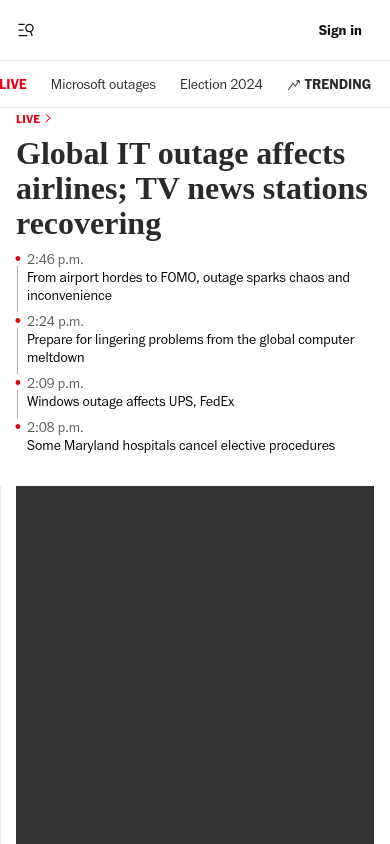 Sign in
LIVE
Microsoft outages
Election 2024
TRENDING
LIVE
Global IT outage affects
airlines; TV news stations
recovering
2:46 p.m.
From airport hordes to FOMO, outage sparks chaos and
inconvenience
2:24 p.m.
Prepare for lingering problems from the global computer
meltdown
2:09 p.m.
Windows outage affects UPS, FedEx
2:08 p.m.
Some Maryland hospitals cancel elective procedures